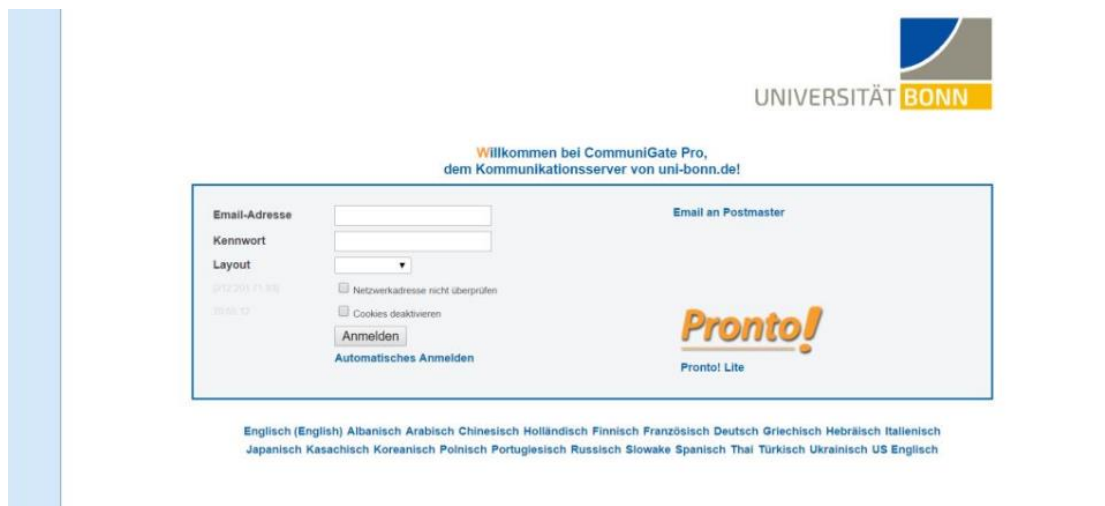 UNIVERSITÄT BONN
Willkommen bei CommuniGate Pro,
dem Kommunikationsserver von uni-bonn.de!
Email-Adresse
Email an Postmaster
Kennwort
Layout
Netzwerkadresse nicht überprüfen
Cookies deaktivieren
Anmelden
Pronto!
Automatisches Anmelden
Pronto! Lite
Englisch (English) Albanisch Arabisch Chinesisch Holländisch Finnisch Französisch Deutsch Griechisch Hebräisch Italienisch
Japanisch Kasachisch Koreanisch Polnisch Portugiesisch Russisch Slowake Spanisch Thai Türkisch Ukrainisch US Englisch